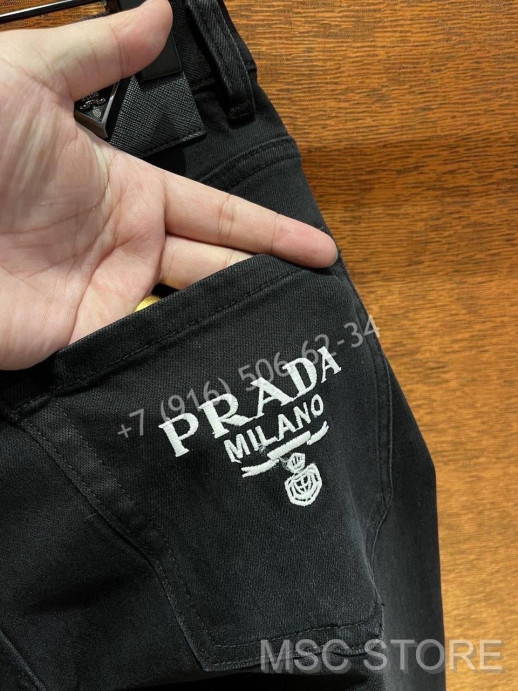 +7 (916) 506-62-34
PRADA
MILANO
MSC STORE